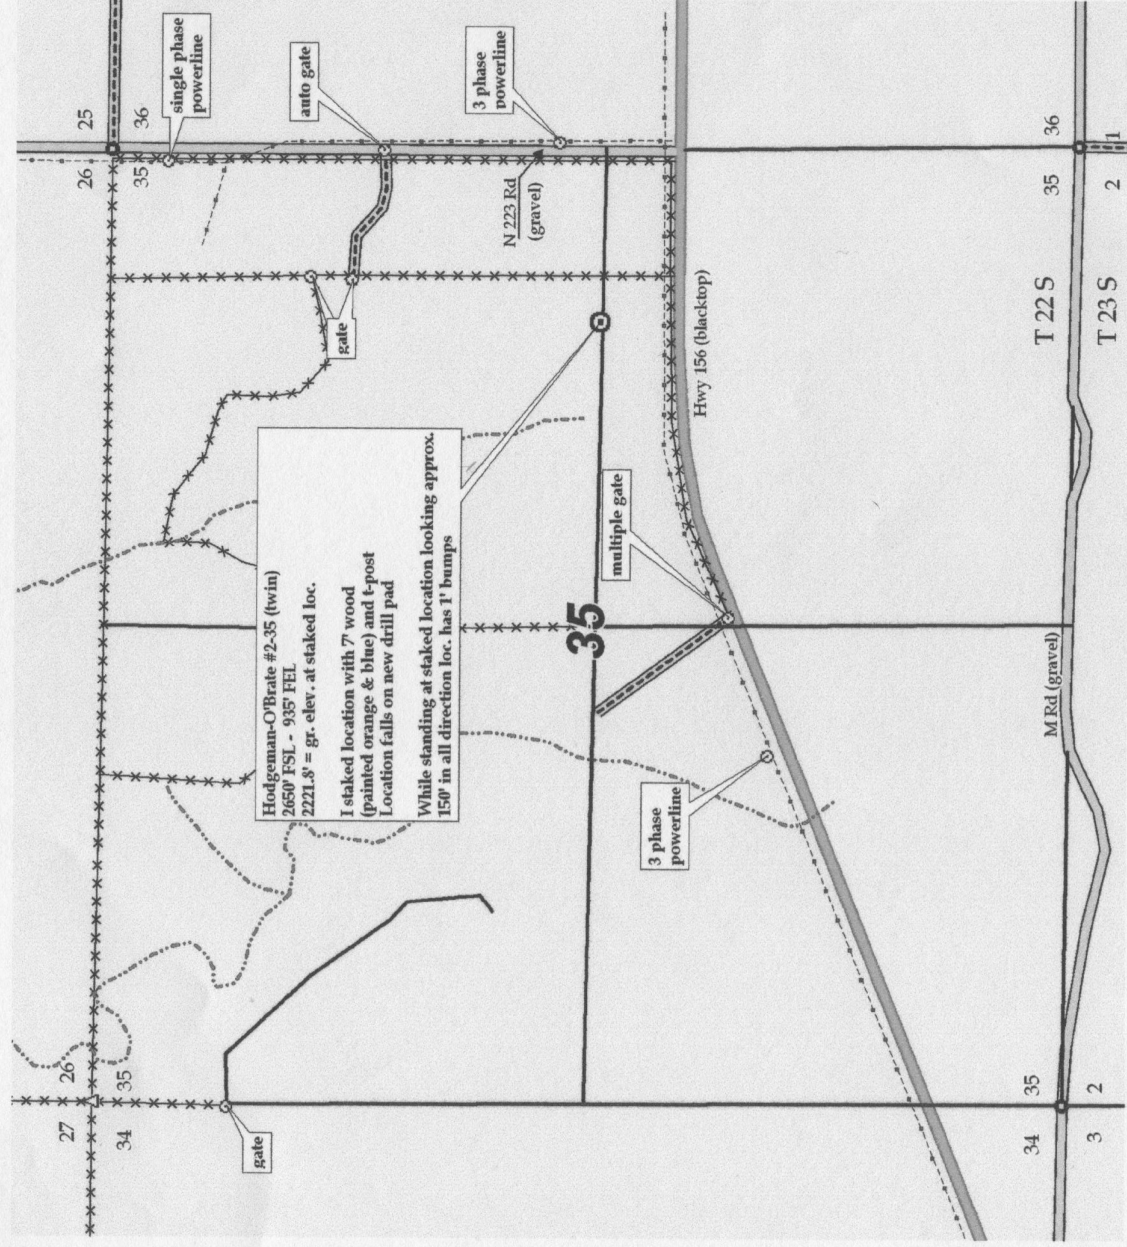 27
26
34
35
26
25
35
36
single phase
powerline
auto gate
3 phase
powerline
N 223 Rd
(gravel)
gate
gate
Hodgeman-O'Brate #2-35 (twin)
2650' FSL - 935' FEL
2221.8' = gr. elev. at staked loc.
I staked location with 7' wood
(painted orange & blue) and t-post
Location falls on new drill pad
While standing at staked location looking approx.
150' in all direction loc. has 1' bumps
35
multiple gate
3 phase
powerline
Hwy 156 (blacktop)
M Rd (gravel)
T 22 S
T 23 S
34
35
3
2
35
36
2
1